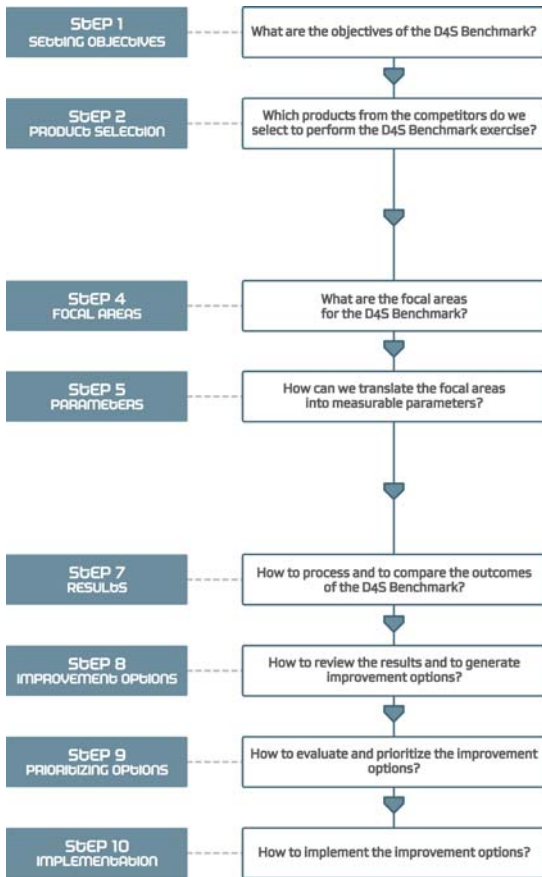 STEP 1
SETTING OBJECTIVES
What are the objectives of the D4S Benchmark?
STEP 2
PRODUCT SELECTION
Which products from the competitors do we
select to perform the D4S Benchmark exercise?
STEP 4
FOCAL AREAS
What are the focal areas
for the D4S Benchmark?
STEP 5
PARAMETERS
How can we translate the focal areas
into measurable parameters?
STEP 7
RESULTS
How to process and to compare the outcomes
of the D4S Benchmark?
STEP 8
IMPROVEMENT OPTIONS
How to review the results and to generate
improvement options?
STEP 9
PRIORITIZING OPTIONS
How to evaluate and prioritize the improvement
options?
STEP 10
IMPLEMENTATION
How to implement the improvement options?